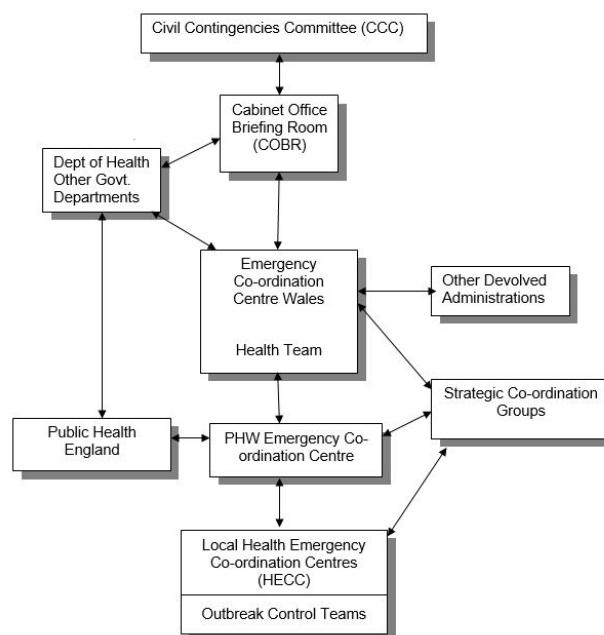 Civil Contingencies Committee (CCC)
Cabinet Office
Briefing Room
(COBR)
Dept of Health
Other Govt.
Departments
Emergency
Co-ordination
Centre Wales
Health Team
Other Devolved
Administrations
Strategic Co-ordination
Groups
Public Health
England
PHW Emergency Co-
ordination Centre
Local Health Emergency
Co-ordination Centres
(HECC)
Outbreak Control Teams